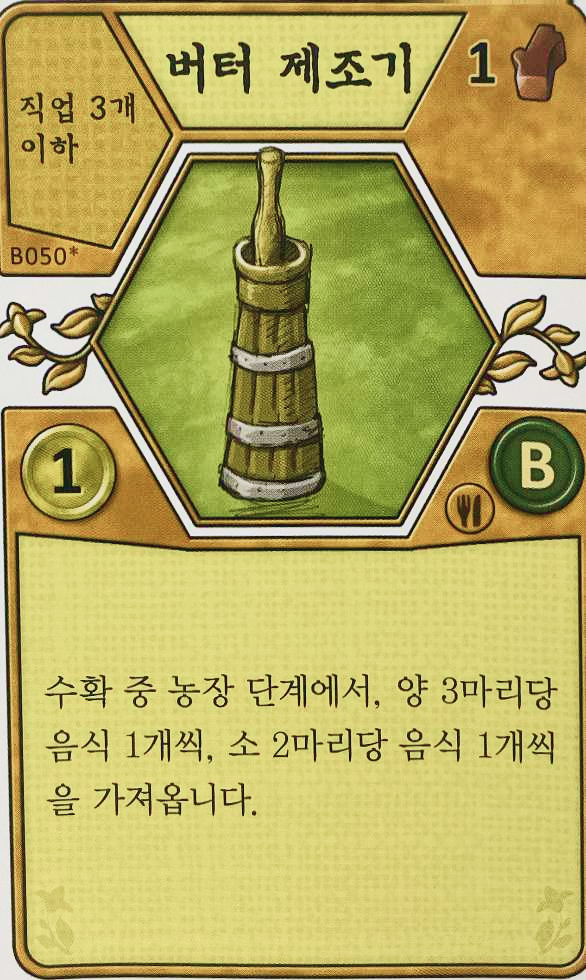 버터 제조기
1
직업 3개
이하
B050*
1
B
수확 중 농장 단계에서, 양 3마리당
음식 1개씩, 소 2마리당 음식 1개씩
을 가져옵니다.